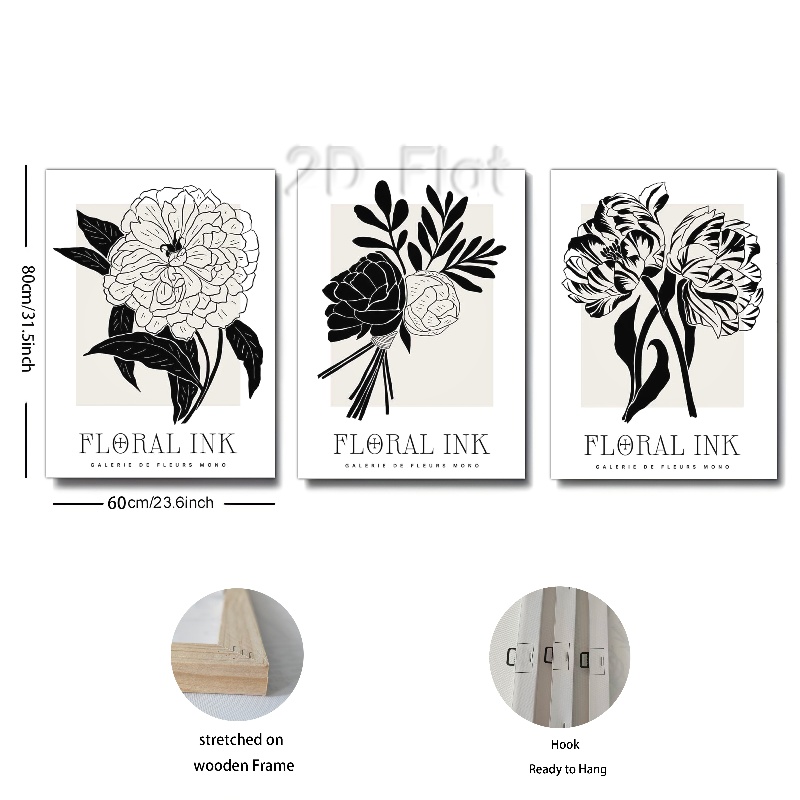 2D Flat
80cm/31.5inch
FLORAL INK
GALERIE DE FLEURS MONO
FLORAL INK
GALERIE DE FLEURS MONO
FLORAL INK
GALERIE DE FLEURS MONO
60cm/23.6inch
stretched on
wooden Frame
Hook
Ready to Hang